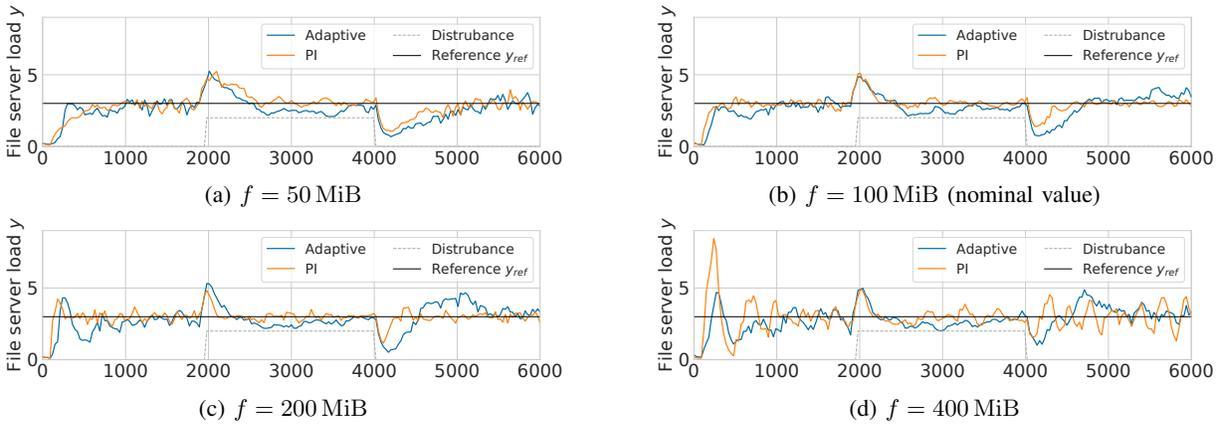 File server load y
Adaptive
PI
Distrubance
Reference y_ref
5
0
0 1000 2000 3000 4000 5000 6000
(a) f = 50 MiB
File server load y
Adaptive
PI
Distrubance
Reference y_ref
5
0
0 1000 2000 3000 4000 5000 6000
(b) f = 100 MiB (nominal value)
File server load y
Adaptive
PI
Distrubance
Reference y_ref
5
0
0 1000 2000 3000 4000 5000 6000
(c) f = 200 MiB
File server load y
Adaptive
PI
Distrubance
Reference y_ref
5
0
0 1000 2000 3000 4000 5000 6000
(d) f = 400 MiB